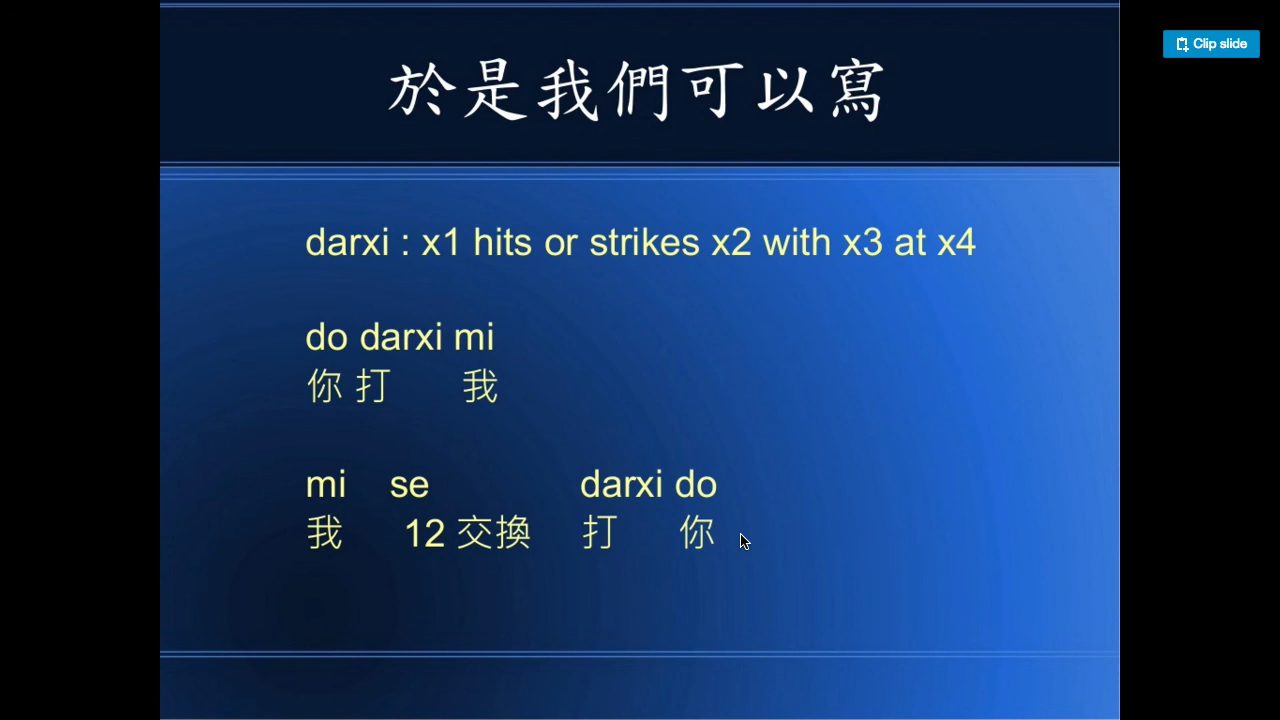 Clip slide
於是我們可以寫
darxi : x1 hits or strikes x2 with x3 at x4
do darxi mi
你 打 我
mi se darxi do
我 12 交換 打 你